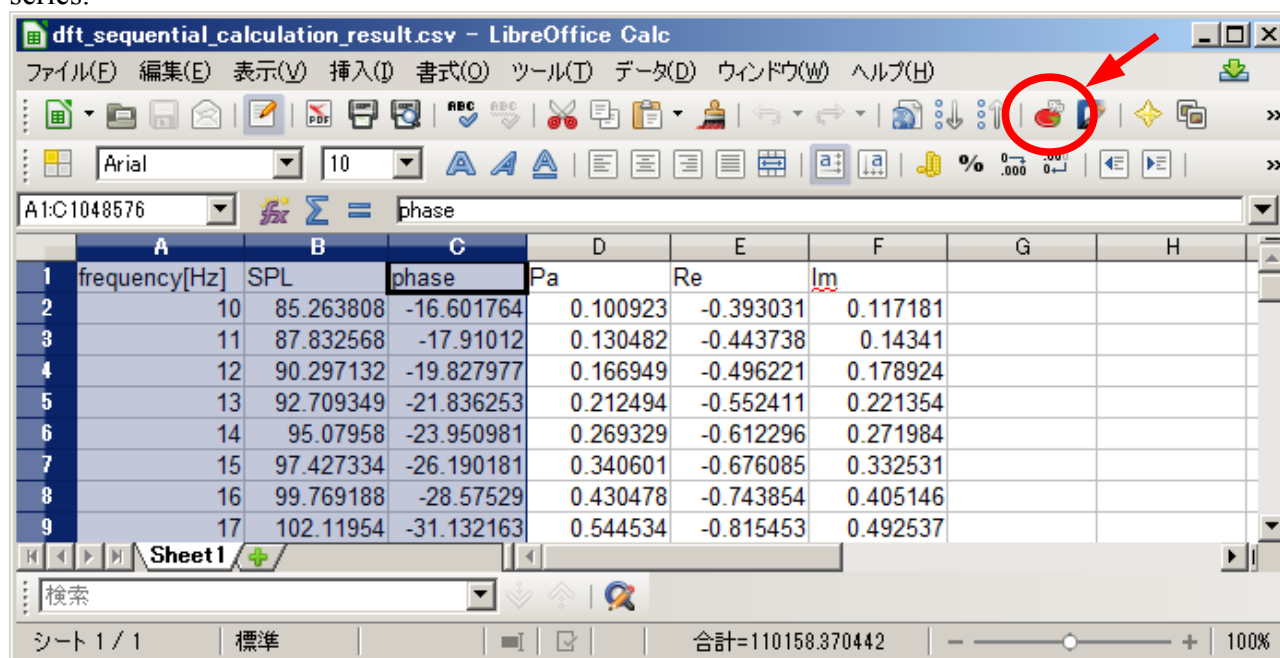 series.
dft_sequential_calculation_result.csv - LibreOffice Calc
ファイル(F) 編集(E) 表示(V) 挿入(I) 書式(O) ツール(T) データ(D) ウィンドウ(W) ヘルプ(H)
Arial 10
A1:C1048576 phase
A B C D E F G H
1 frequency[Hz] SPL phase Pa Re Im
2 10 85.263808 -16.601764 0.100923 -0.393031 0.117181
3 11 87.832568 -17.91012 0.130482 -0.443738 0.14341
4 12 90.297132 -19.827977 0.166949 -0.496221 0.178924
5 13 92.709349 -21.836253 0.212494 -0.552411 0.221354
6 14 95.07958 -23.950981 0.269329 -0.612296 0.271984
7 15 97.427334 -26.190181 0.340601 -0.676085 0.332531
8 16 99.769188 -28.57529 0.430478 -0.743854 0.405146
9 17 102.11954 -31.132163 0.544534 -0.815453 0.492537
Sheet1
検索
シート 1 / 1 標準 合計=110158.370442 100%